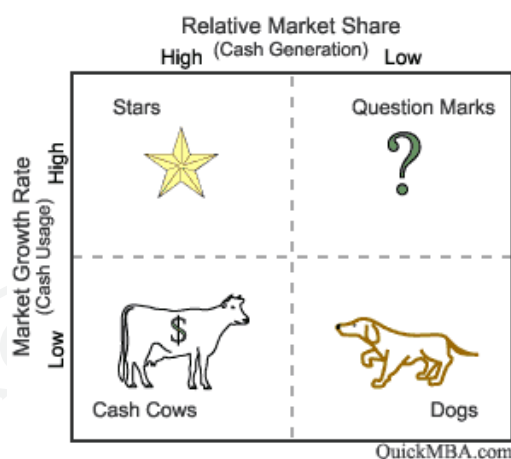 Relative Market Share
(Cash Generation)
High
Low
Stars
Question Marks
?
Market Growth Rate
(Cash Usage)
High
Low
$
Cash Cows
Dogs
QuickMBA.com